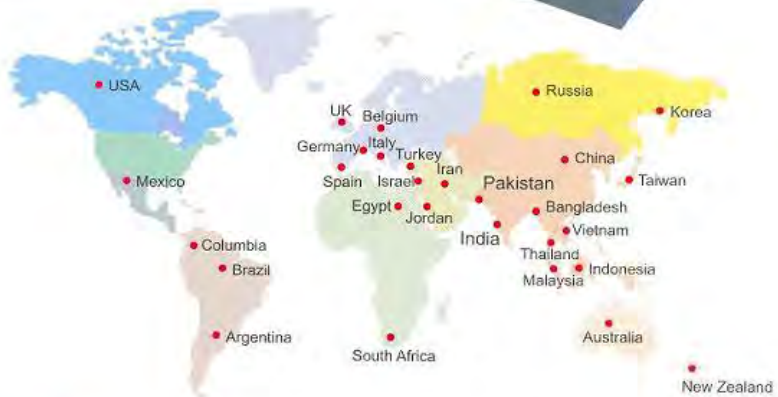 USA
Russia
Korea
UK
Belgium
Germany
Italy
Turkey
Iran
China
Mexico
Spain
Israel
Pakistan
Taiwan
Egypt
Jordan
Bangladesh
India
Vietnam
Columbia
Thailand
Brazil
Malaysia
Indonesia
Argentina
Australia
South Africa
New Zealand